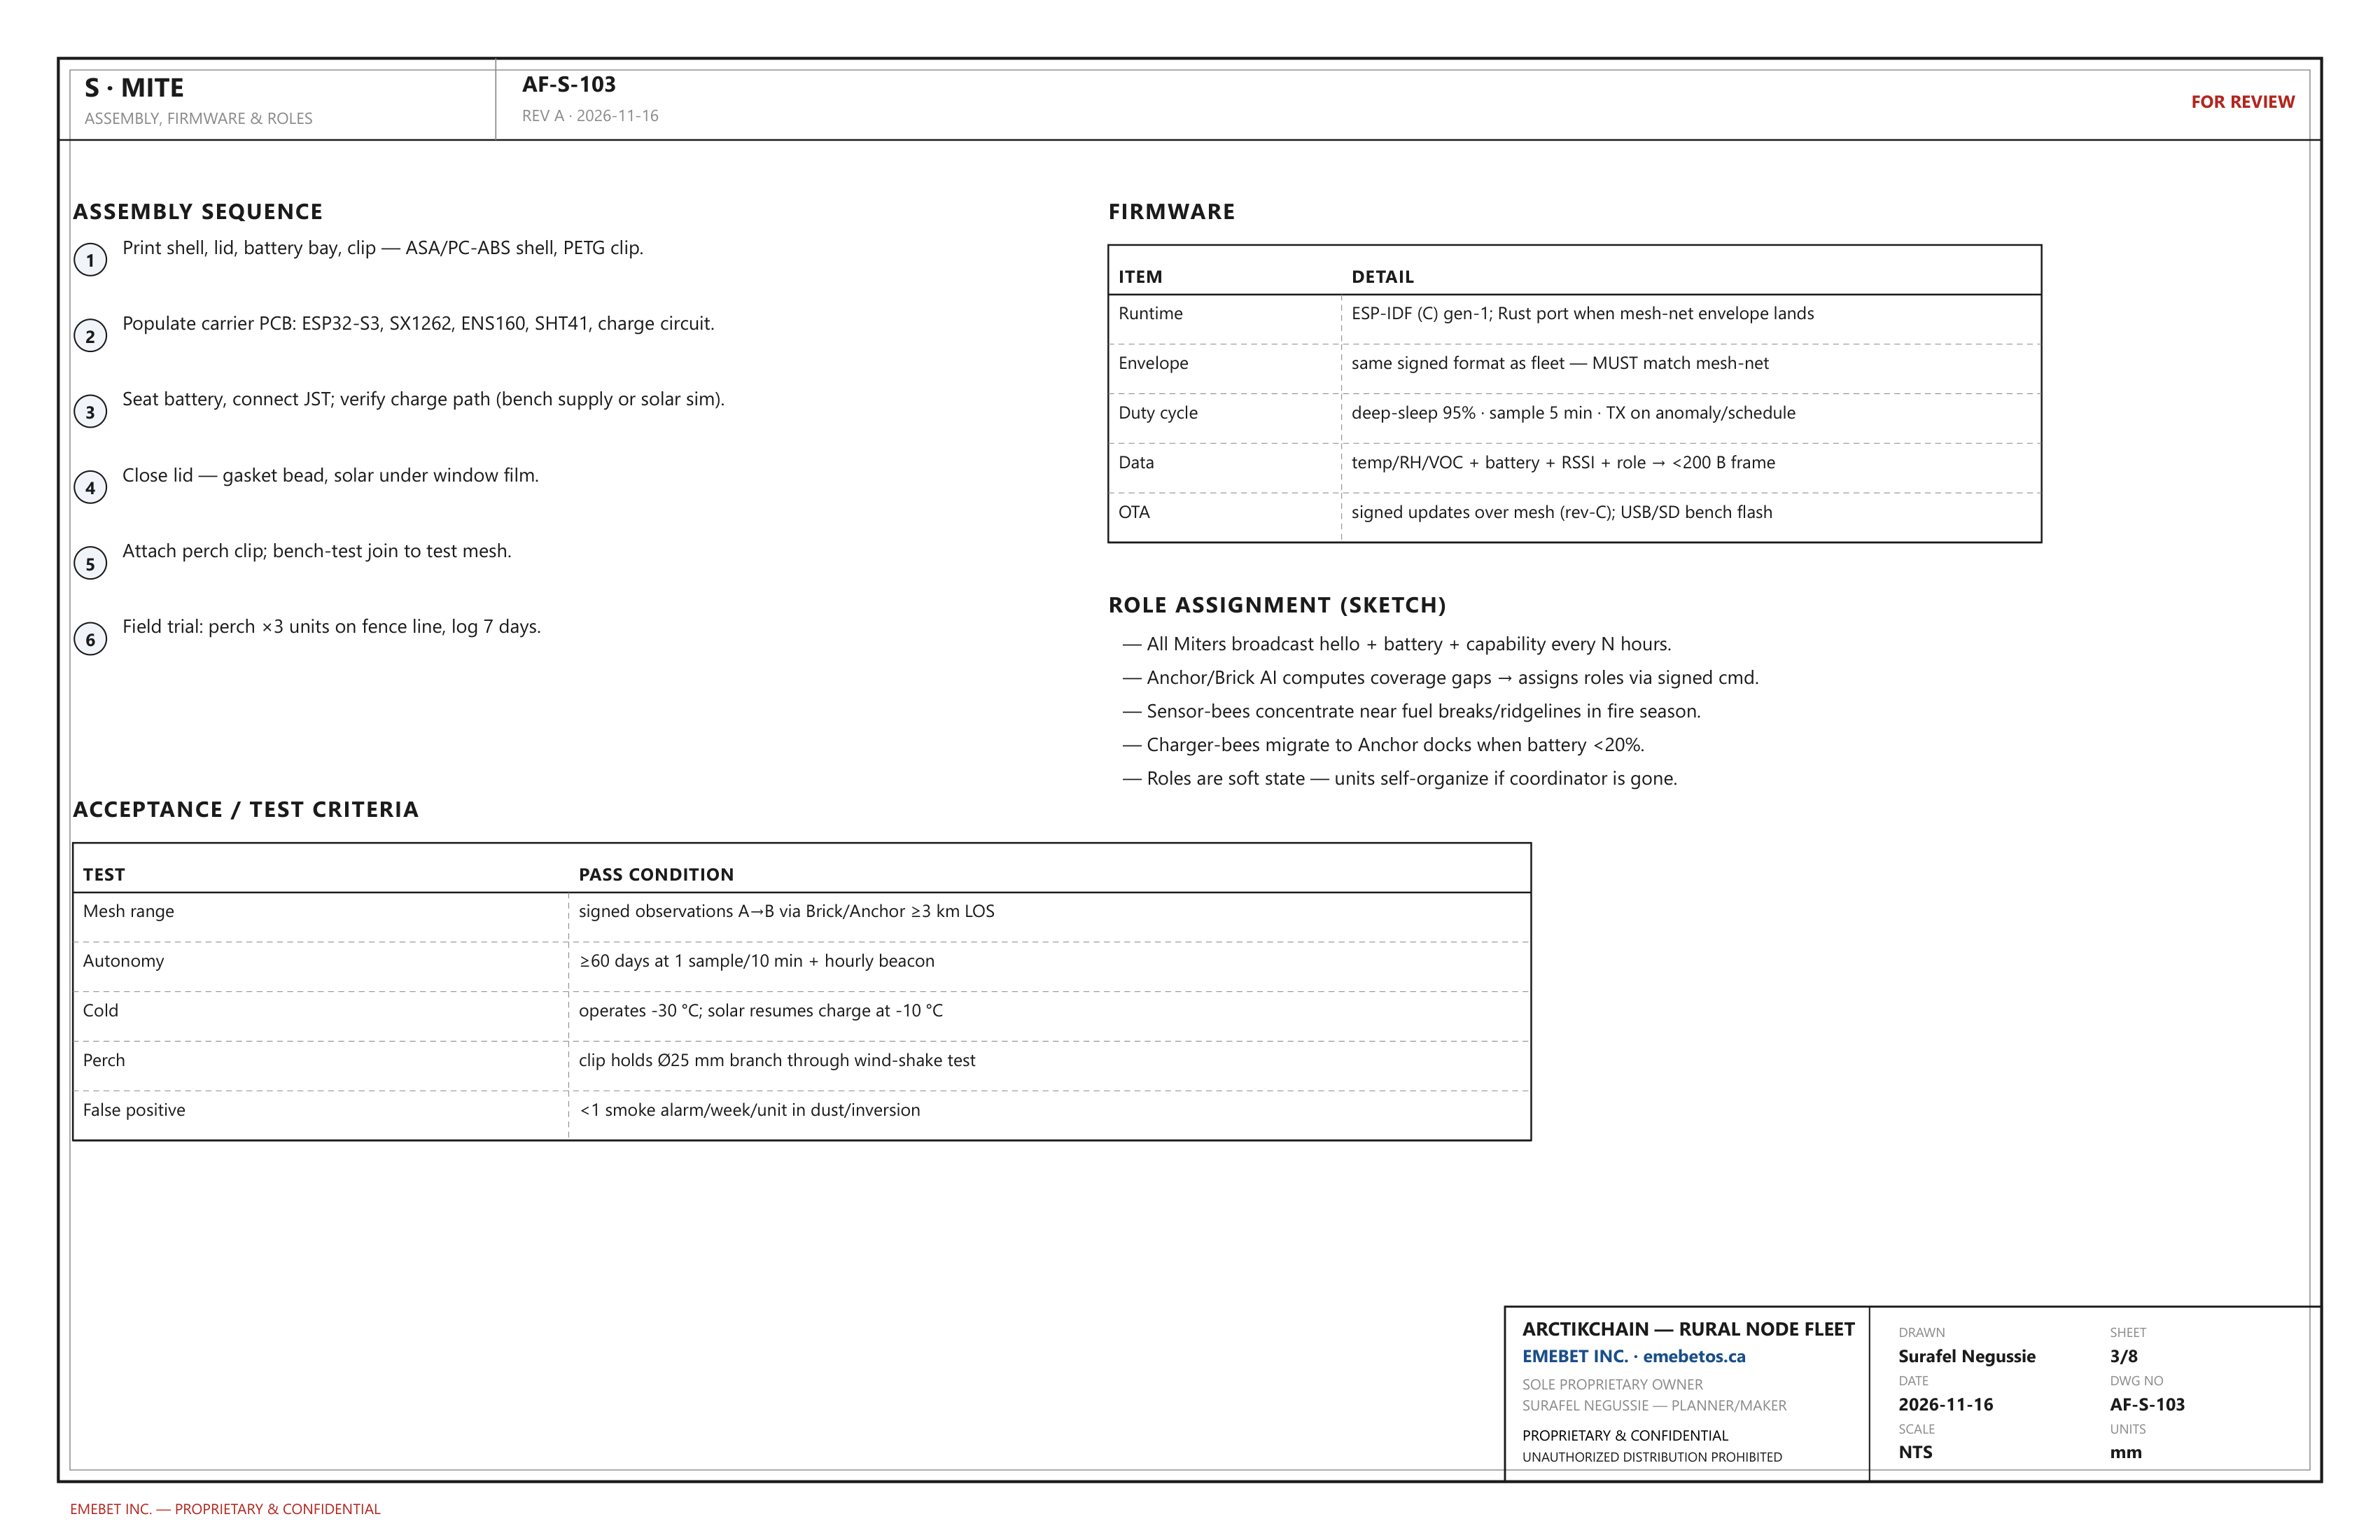 S · MITE
ASSEMBLY, FIRMWARE & ROLES
AF-S-103
REV A · 2026-11-16
FOR REVIEW
ASSEMBLY SEQUENCE
1 Print shell, lid, battery bay, clip — ASA/PC-ABS shell, PETG clip.
2 Populate carrier PCB: ESP32-S3, SX1262, ENS160, SHT41, charge circuit.
3 Seat battery, connect JST; verify charge path (bench supply or solar sim).
4 Close lid — gasket bead, solar under window film.
5 Attach perch clip; bench-test join to test mesh.
6 Field trial: perch ×3 units on fence line, log 7 days.
FIRMWARE
ITEM DETAIL
Runtime ESP-IDF (C) gen-1; Rust port when mesh-net envelope lands
Envelope same signed format as fleet — MUST match mesh-net
Duty cycle deep-sleep 95% · sample 5 min · TX on anomaly/schedule
Data temp/RH/VOC + battery + RSSI + role → <200 B frame
OTA signed updates over mesh (rev-C); USB/SD bench flash
ROLE ASSIGNMENT (SKETCH)
— All Miters broadcast hello + battery + capability every N hours.
— Anchor/Brick AI computes coverage gaps → assigns roles via signed cmd.
— Sensor-bees concentrate near fuel breaks/ridgelines in fire season.
— Charger-bees migrate to Anchor docks when battery <20%.
— Roles are soft state — units self-organize if coordinator is gone.
ACCEPTANCE / TEST CRITERIA
TEST PASS CONDITION
Mesh range signed observations A→B via Brick/Anchor ≥3 km LOS
Autonomy ≥60 days at 1 sample/10 min + hourly beacon
Cold operates -30 °C; solar resumes charge at -10 °C
Perch clip holds Ø25 mm branch through wind-shake test
False positive <1 smoke alarm/week/unit in dust/inversion
ARCTIKCHAIN — RURAL NODE FLEET
EMEBET INC. · emebetos.ca
SOLE PROPRIETARY OWNER
SURAFEL NEGUSSIE — PLANNER/MAKER
PROPRIETARY & CONFIDENTIAL
UNAUTHORIZED DISTRIBUTION PROHIBITED
DRAWN SHEET
Surafel Negussie 3/8
DATE DWG NO
2026-11-16 AF-S-103
SCALE UNITS
NTS mm
EMEBET INC. — PROPRIETARY & CONFIDENTIAL